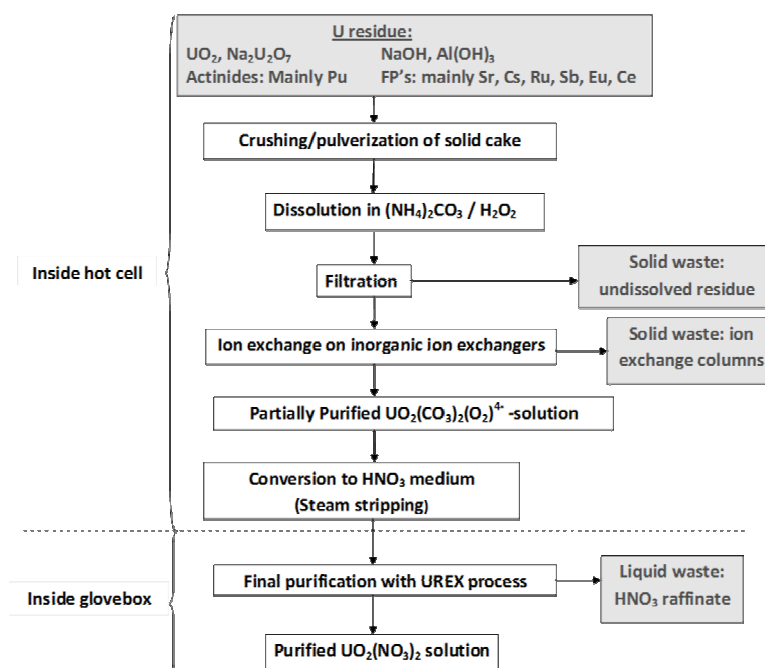 U residue:
UO₂, Na₂U₂O₇ NaOH, Al(OH)₃
Actinides: Mainly Pu FP's: mainly Sr, Cs, Ru, Sb, Eu, Ce
Crushing/pulverization of solid cake
Dissolution in (NH₄)₂CO₃ / H₂O₂
Inside hot cell
Filtration
Solid waste:
undissolved residue
Ion exchange on inorganic ion exchangers
Solid waste: ion
exchange columns
Partially Purified UO₂(CO₃)₂(O₂)⁴⁻ -solution
Conversion to HNO₃ medium
(Steam stripping)
Inside glovebox
Final purification with UREX process
Liquid waste:
HNO₃ raffinate
Purified UO₂(NO₃)₂ solution